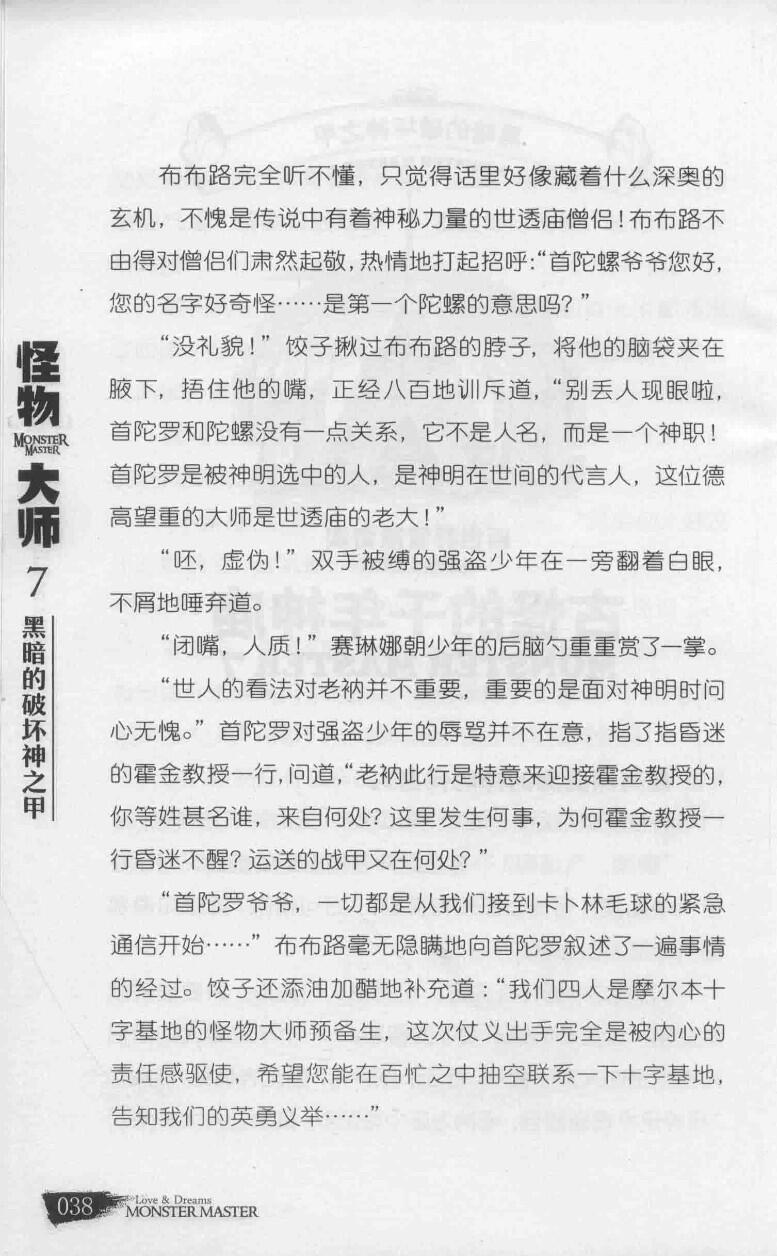 布布路完全听不懂，只觉得话里好像藏着什么深奥的
玄机，不愧是传说中有着神秘力量的世透庙僧侣！布布路不
由得对僧侣们肃然起敬，热情地打起招呼：“首陀螺爷爷您好，
您的名字好奇怪……是第一个陀螺的意思吗？”
“没礼貌！”饺子揪过布布路的脖子，将他的脑袋夹在
腋下，捂住他的嘴，正经八百地训斥道，“别丢人现眼啦，
首陀罗和陀螺没有一点关系，它不是人名，而是一个神职！
首陀罗是被神明选中的人，是神明在世间的代言人，这位德
高望重的大师是世透庙的老大！”
“呸，虚伪！”双手被缚的强盗少年在一旁翻着白眼，
不屑地唾弃道。
“闭嘴，人质！”赛琳娜朝少年的后脑勺重重赏了一掌。
“世人的看法对老衲并不重要，重要的是面对神明时问
心无愧。”首陀罗对强盗少年的辱骂并不在意，指了指昏迷
的霍金教授一行，问道，“老衲此行是特意来迎接霍金教授的，
你等姓甚名谁，来自何处？这里发生何事，为何霍金教授一
行昏迷不醒？运送的战甲又在何处？”
“首陀罗爷爷，一切都是从我们接到卡卜林毛球的紧急
通信开始……”布布路毫无隐瞒地向首陀罗叙述了一遍事情
的经过。饺子还添油加醋地补充道：“我们四人是摩尔本十
字基地的怪物大师预备生，这次仗义出手完全是被内心的
责任感驱使，希望您能在百忙之中抽空联系一下十字基地，
告知我们的英勇义举……”
怪物
MONSTER
MASTER
大师
7
黑暗的破坏神之甲
038
Love & Dreams
MONSTER MASTER